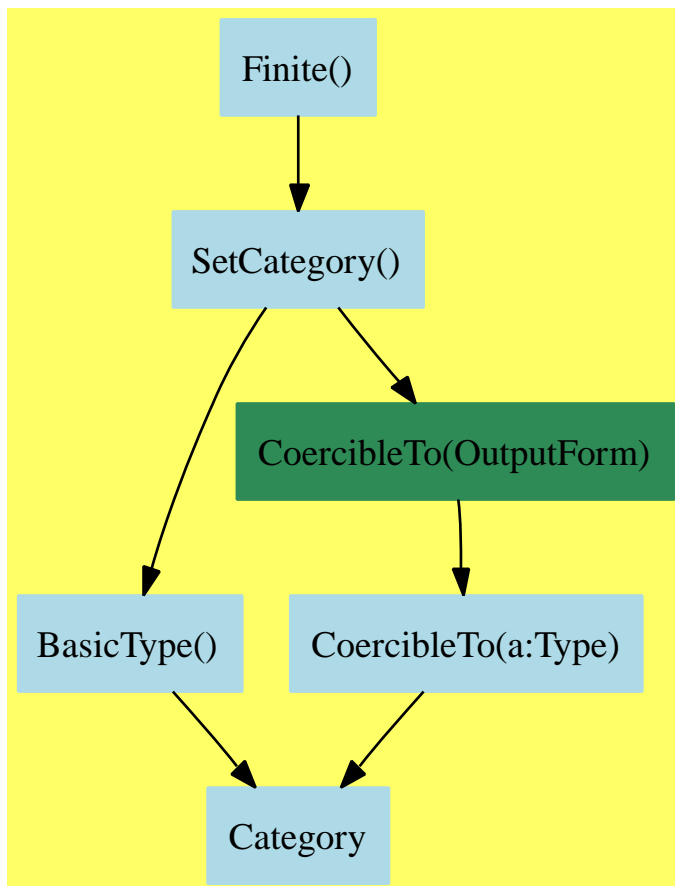 Finite()
SetCategory()
CoercibleTo(OutputForm)
BasicType()
CoercibleTo(a:Type)
Category